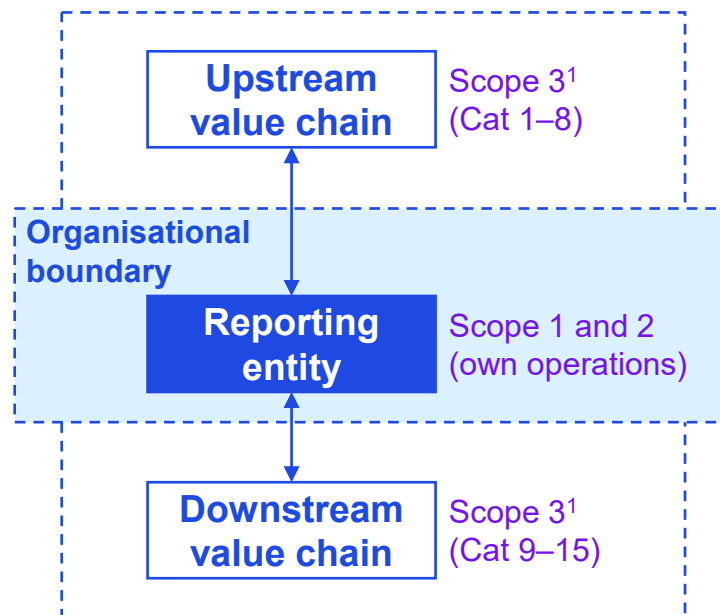 Upstream
value chain
Scope 3¹
(Cat 1–8)
Organisational
boundary
Reporting
entity
Scope 1 and 2
(own operations)
Downstream
value chain
Scope 3¹
(Cat 9–15)